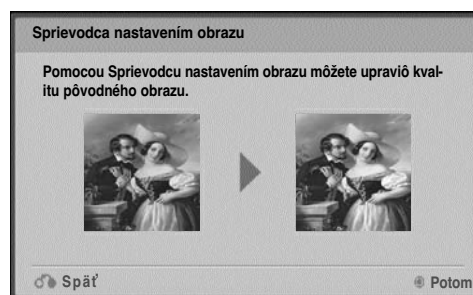 Sprievodca nastavením obrazu
Pomocou Sprievodcu nastavením obrazu môžete upraviô kval-
itu pôvodného obrazu.
Späť
Potom